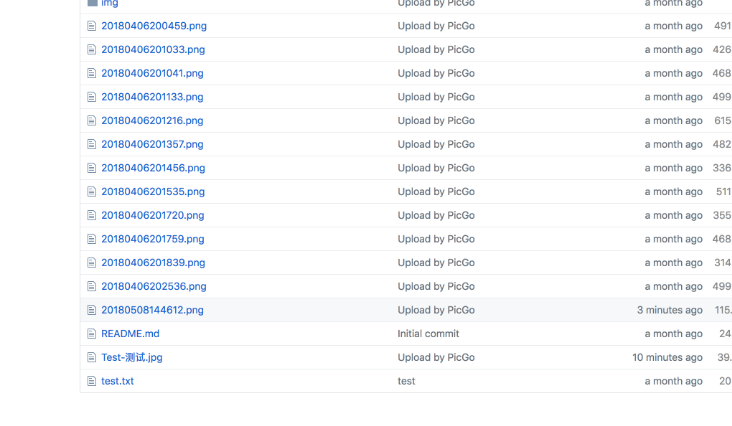 img Upload by PicGo a month ago
20180406200459.png Upload by PicGo a month ago 491
20180406201033.png Upload by PicGo a month ago 426
20180406201041.png Upload by PicGo a month ago 468
20180406201133.png Upload by PicGo a month ago 499
20180406201216.png Upload by PicGo a month ago 615
20180406201357.png Upload by PicGo a month ago 482
20180406201456.png Upload by PicGo a month ago 336
20180406201535.png Upload by PicGo a month ago 511
20180406201720.png Upload by PicGo a month ago 355
20180406201759.png Upload by PicGo a month ago 468
20180406201839.png Upload by PicGo a month ago 314
20180406202536.png Upload by PicGo a month ago 499
20180508144612.png Upload by PicGo 3 minutes ago 115.
README.md Initial commit a month ago 24
Test-测试.jpg Upload by PicGo 10 minutes ago 39.
test.txt test a month ago 20